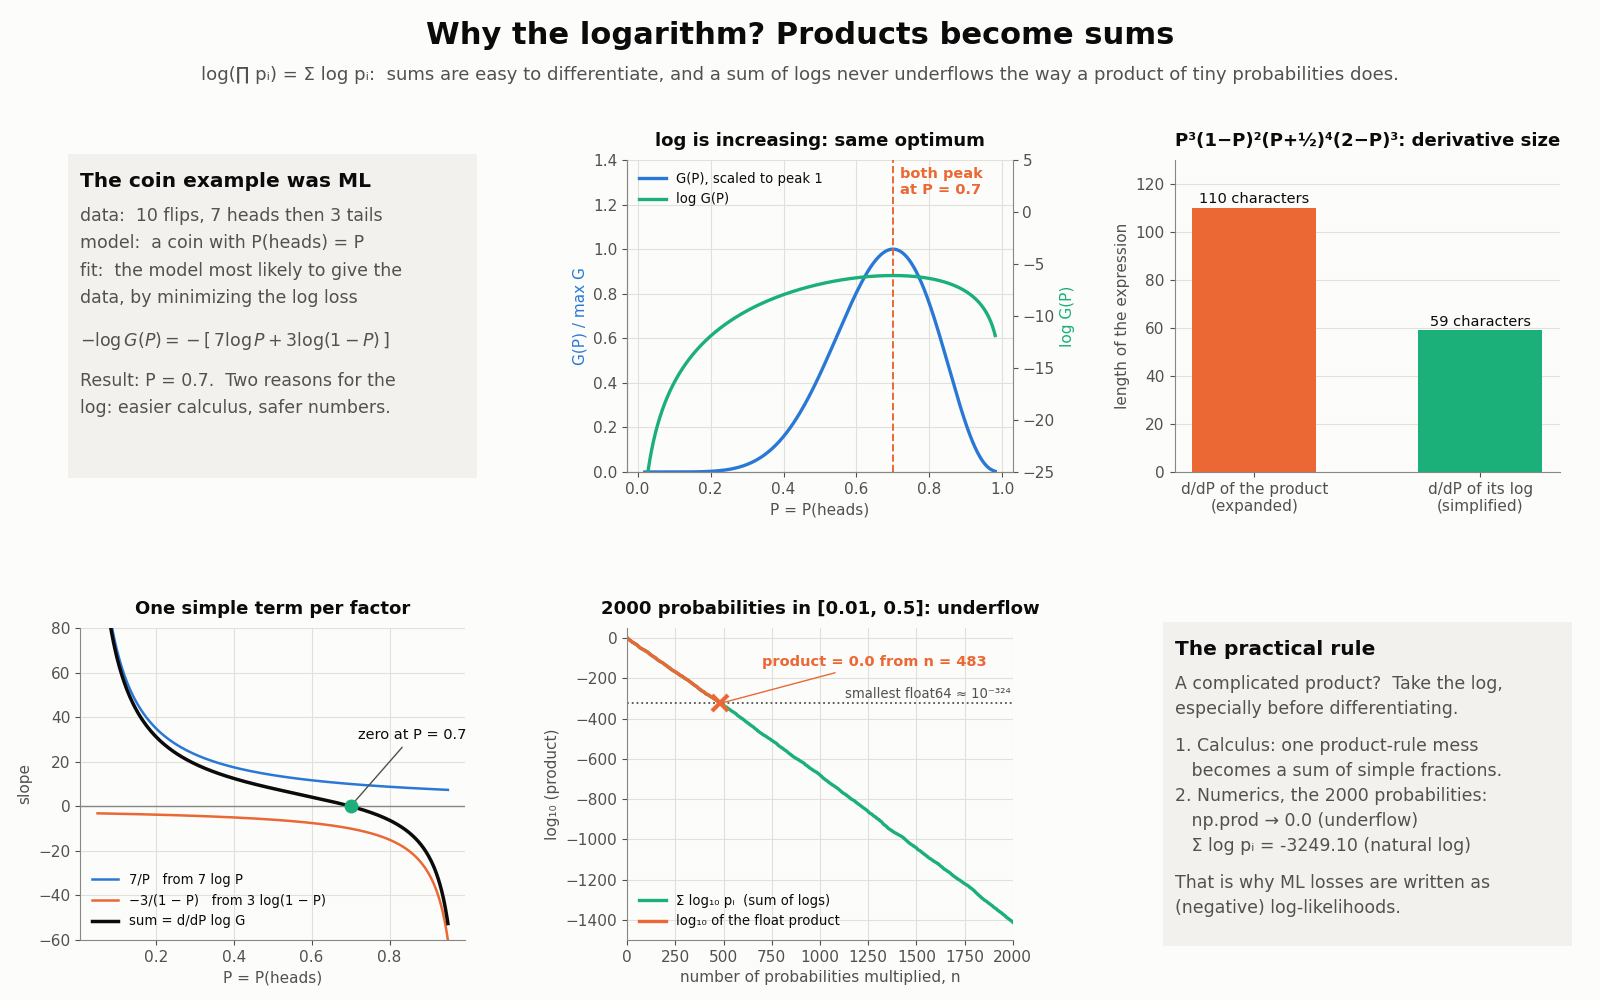 Why the logarithm? Products become sums
log(∏ pᵢ) = Σ log pᵢ:  sums are easy to differentiate, and a sum of logs never underflows the way a product of tiny probabilities does.
The coin example was ML
data:  10 flips, 7 heads then 3 tails
model:  a coin with P(heads) = P
fit:  the model most likely to give the
data, by minimizing the log loss
−log G(P) = −[ 7log P + 3log(1 − P) ]
Result: P = 0.7.  Two reasons for the
log: easier calculus, safer numbers.
log is increasing: same optimum
G(P), scaled to peak 1
log G(P)
both peak
at P = 0.7
1.4
1.2
1.0
0.8
0.6
0.4
0.2
0.0
G(P) / max G
5
0
−5
−10
−15
−20
−25
log G(P)
0.0 0.2 0.4 0.6 0.8 1.0
P = P(heads)
P³(1−P)²(P+½)⁴(2−P)³: derivative size
120
100
80
60
40
20
0
length of the expression
110 characters
59 characters
d/dP of the product
(expanded)
d/dP of its log
(simplified)
One simple term per factor
80
60
40
20
0
−20
−40
−60
slope
zero at P = 0.7
7/P   from 7 log P
−3/(1 − P)   from 3 log(1 − P)
sum = d/dP log G
0.2 0.4 0.6 0.8
P = P(heads)
2000 probabilities in [0.01, 0.5]: underflow
0
−200
−400
−600
−800
−1000
−1200
−1400
log₁₀ (product)
product = 0.0 from n = 483
smallest float64 ≈ 10⁻³²⁴
Σ log₁₀ pᵢ  (sum of logs)
log₁₀ of the float product
0 250 500 750 1000 1250 1500 1750 2000
number of probabilities multiplied, n
The practical rule
A complicated product?  Take the log,
especially before differentiating.
1. Calculus: one product-rule mess
becomes a sum of simple fractions.
2. Numerics, the 2000 probabilities:
np.prod → 0.0 (underflow)
Σ log pᵢ = -3249.10 (natural log)
That is why ML losses are written as
(negative) log-likelihoods.